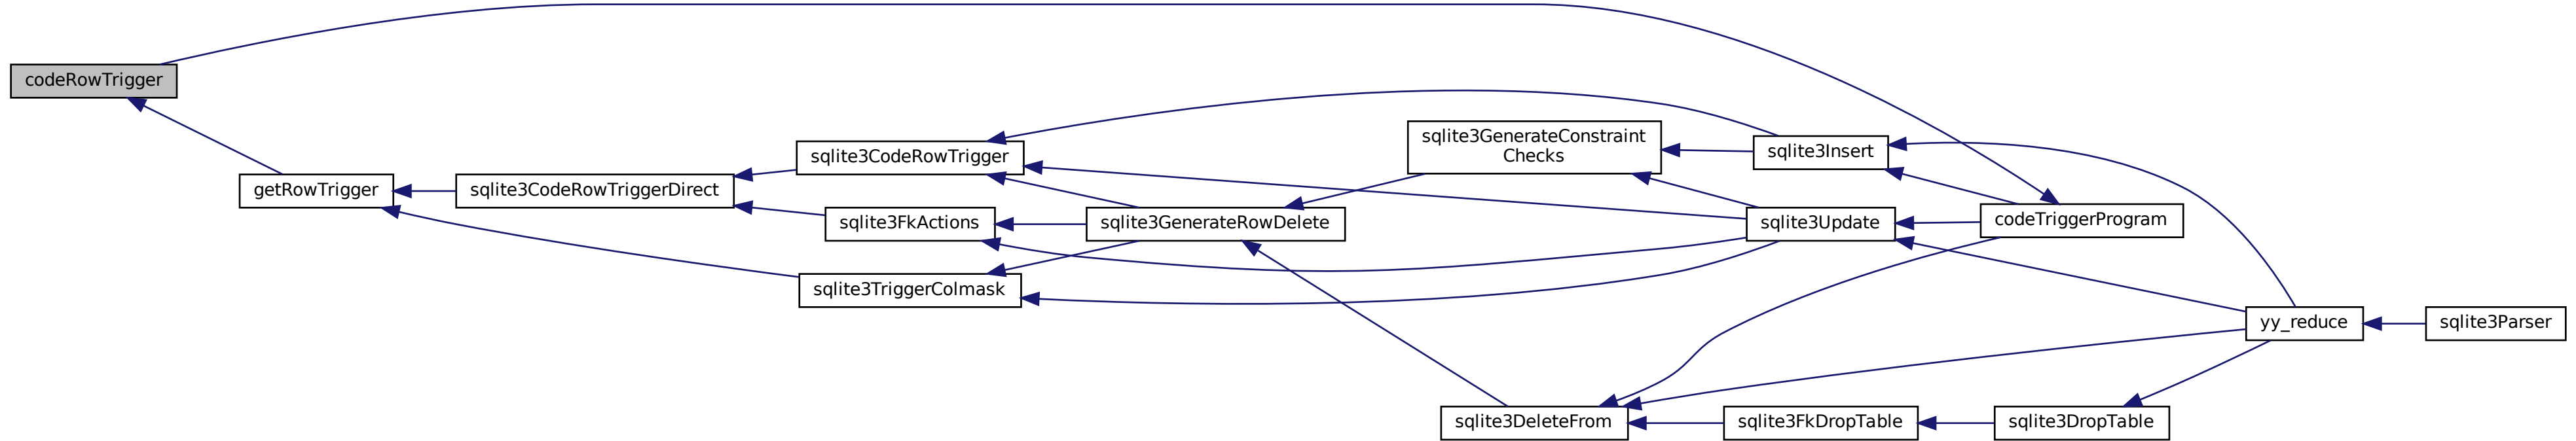 codeRowTrigger
getRowTrigger
sqlite3CodeRowTriggerDirect
sqlite3CodeRowTrigger
sqlite3FkActions
sqlite3TriggerColmask
sqlite3GenerateRowDelete
sqlite3GenerateConstraint
Checks
sqlite3Insert
sqlite3Update
codeTriggerProgram
sqlite3DeleteFrom
sqlite3FkDropTable
sqlite3DropTable
yy_reduce
sqlite3Parser